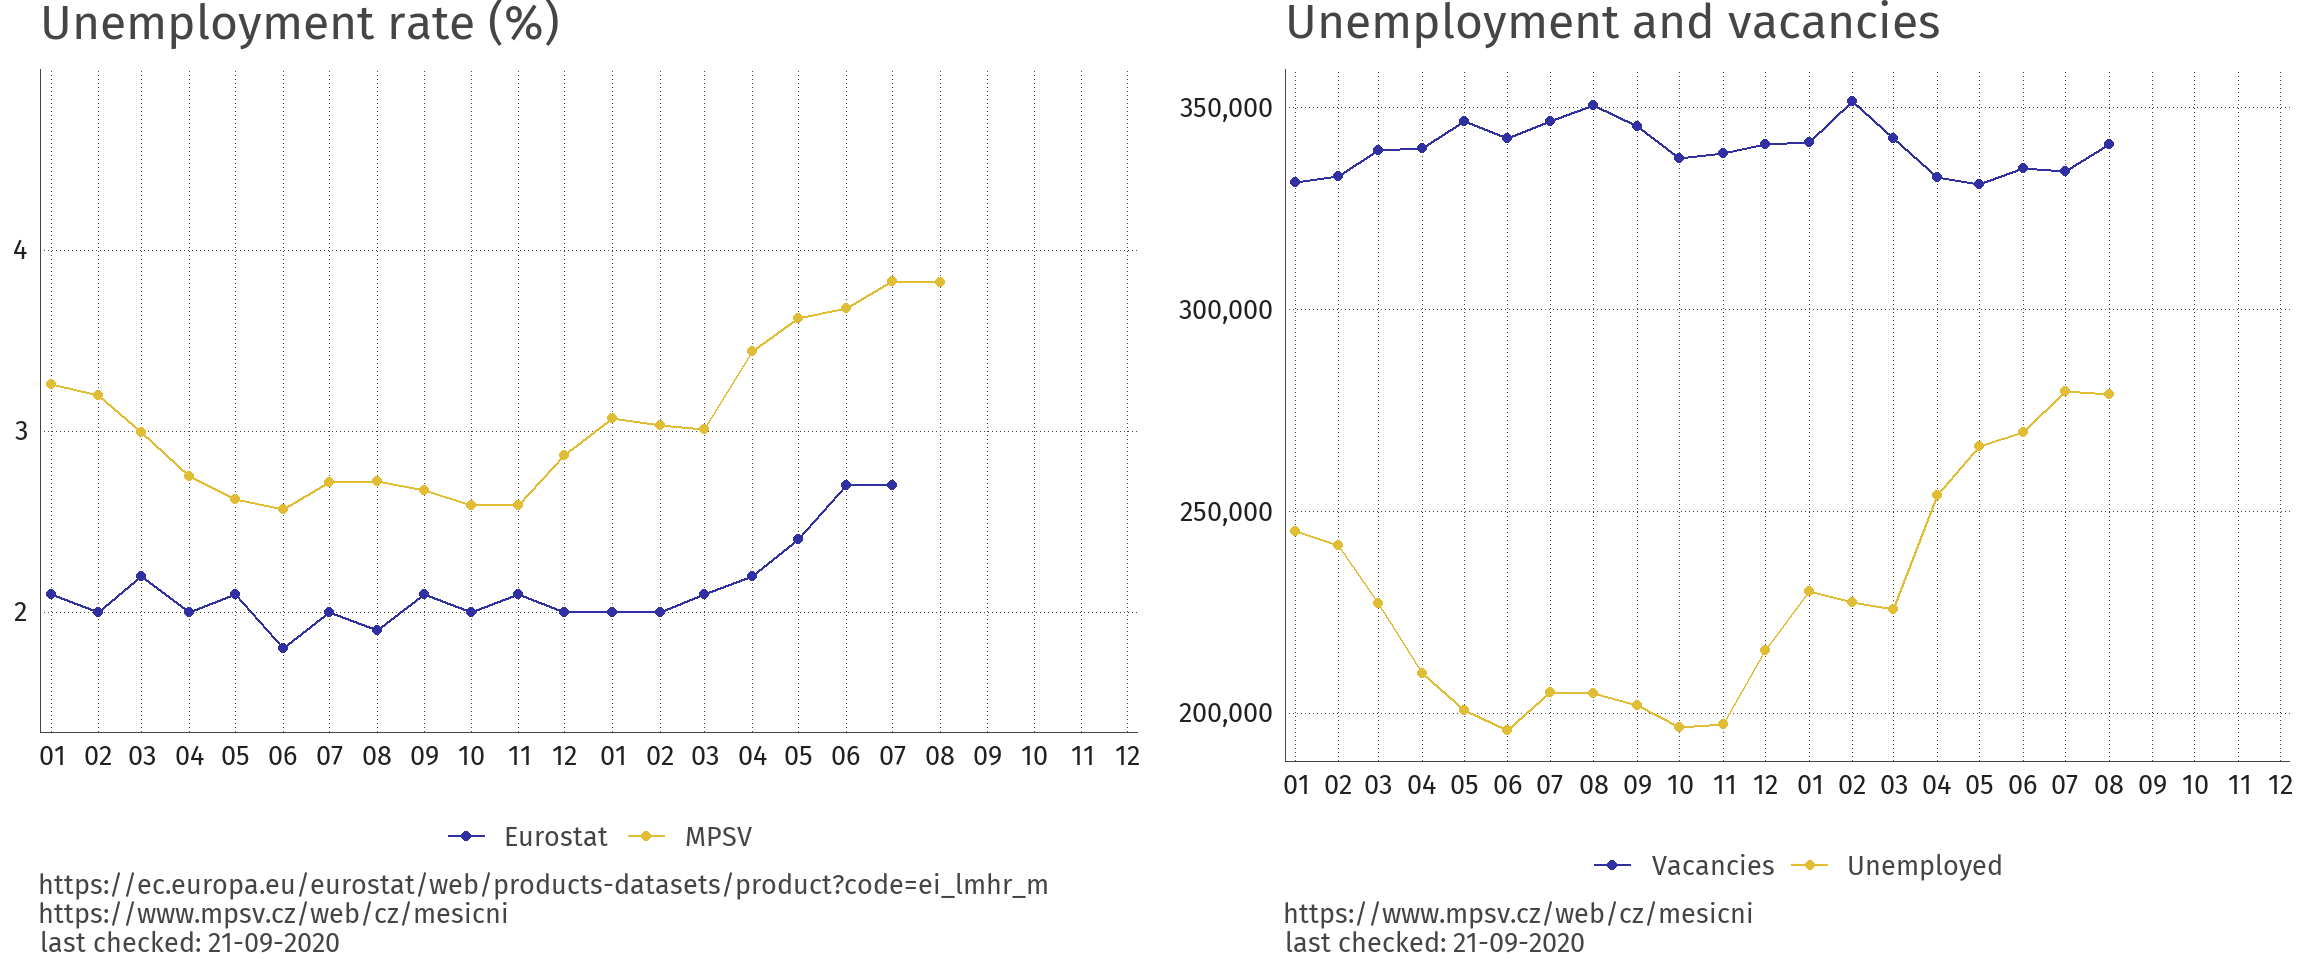 Unemployment rate (%)
4
3
2
01 02 03 04 05 06 07 08 09 10 11 12 01 02 03 04 05 06 07 08 09 10 11 12
Eurostat MPSV
https://ec.europa.eu/eurostat/web/products-datasets/product?code=ei_lmhr_m
https://www.mpsv.cz/web/cz/mesicni
last checked: 21-09-2020
Unemployment and vacancies
350,000
300,000
250,000
200,000
01 02 03 04 05 06 07 08 09 10 11 12 01 02 03 04 05 06 07 08 09 10 11 12
Vacancies Unemployed
https://www.mpsv.cz/web/cz/mesicni
last checked: 21-09-2020